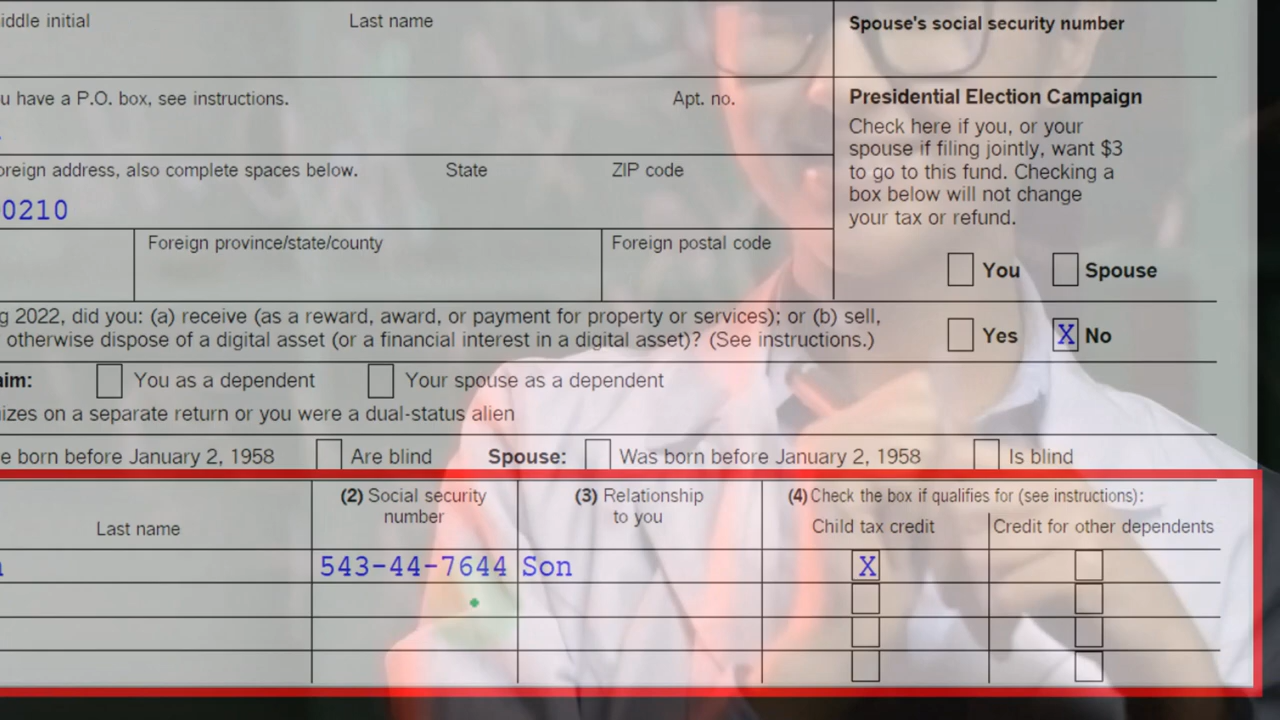 iddle initial Last name Spouse's social security number
u have a P.O. box, see instructions. Apt. no. Presidential Election Campaign
Check here if you, or your
spouse if filing jointly, want $3
to go to this fund. Checking a
box below will not change
your tax or refund.
oreign address, also complete spaces below. State ZIP code
0210
Foreign province/state/county Foreign postal code
You Spouse
g 2022, did you: (a) receive (as a reward, award, or payment for property or services); or (b) sell,
otherwise dispose of a digital asset (or a financial interest in a digital asset)? (See instructions.) Yes X No
aim: You as a dependent Your spouse as a dependent
izes on a separate return or you were a dual-status alien
e born before January 2, 1958 Are blind Spouse: Was born before January 2, 1958 Is blind
(2) Social security (3) Relationship (4) Check the box if qualifies for (see instructions):
Last name number to you Child tax credit Credit for other dependents
543-44-7644 Son X